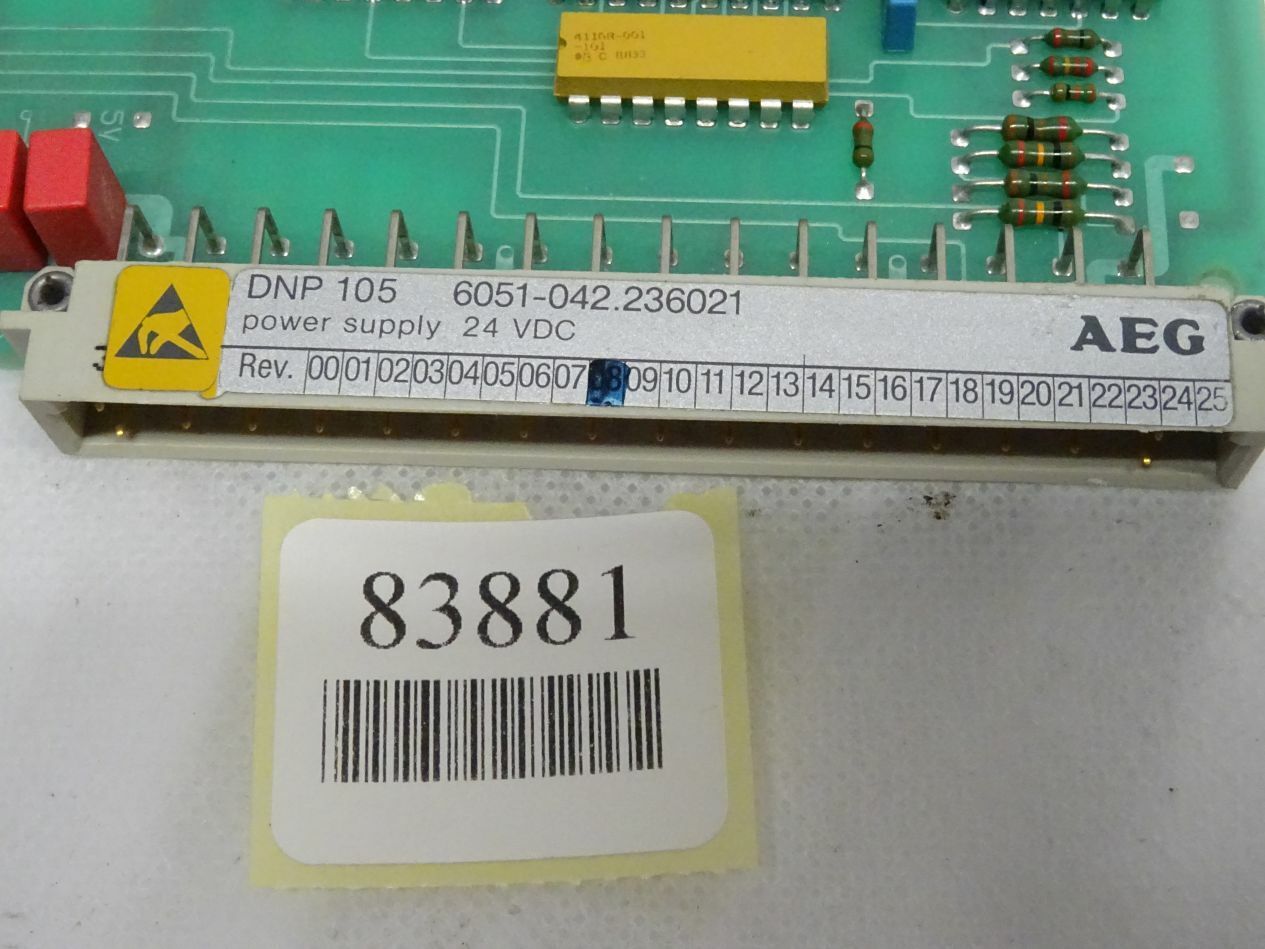 4116R-001
-101
5V
DNP 105 6051-042.236021
power supply 24 VDC
AEG
Rev. 00 01 02 03 04 05 06 07 08 09 10 11 12 13 14 15 16 17 18 19 20 21 22 23 24 25
83881